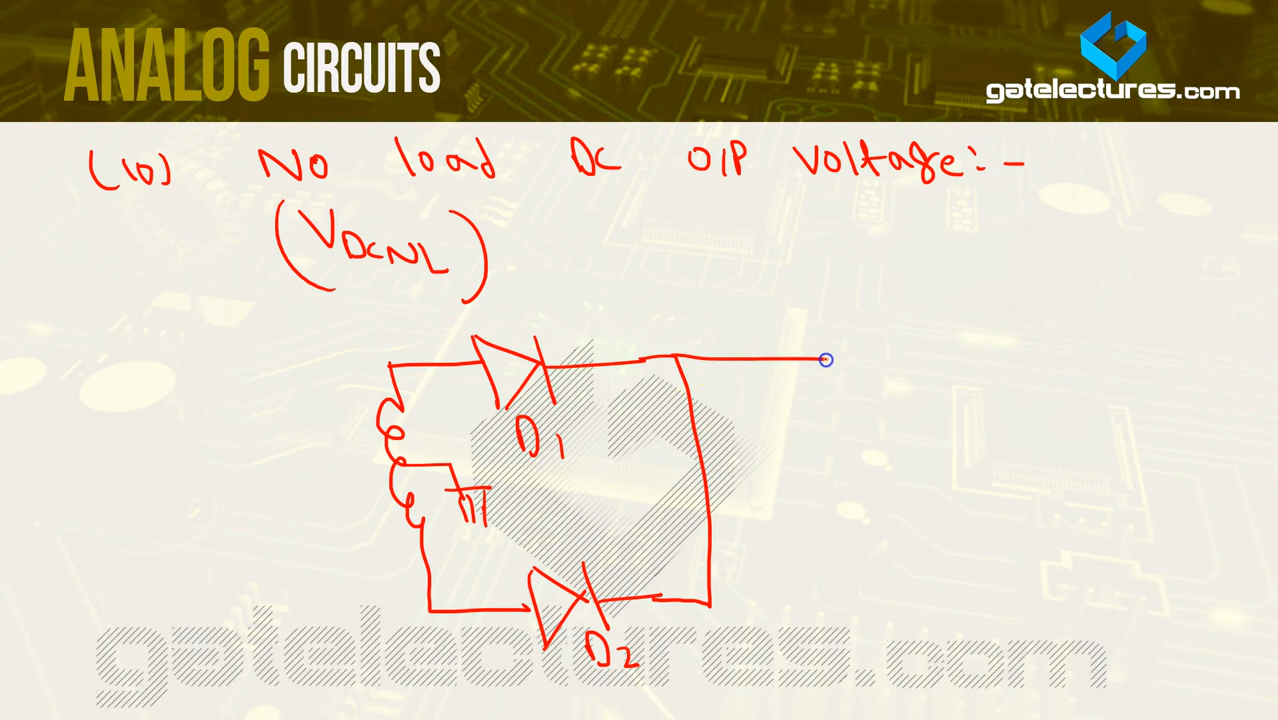 ANALOG CIRCUITS
gatelectures.com
(10) No load DC O/P Voltage:-
(VDCNL)
D1
D2
gatelectures.com